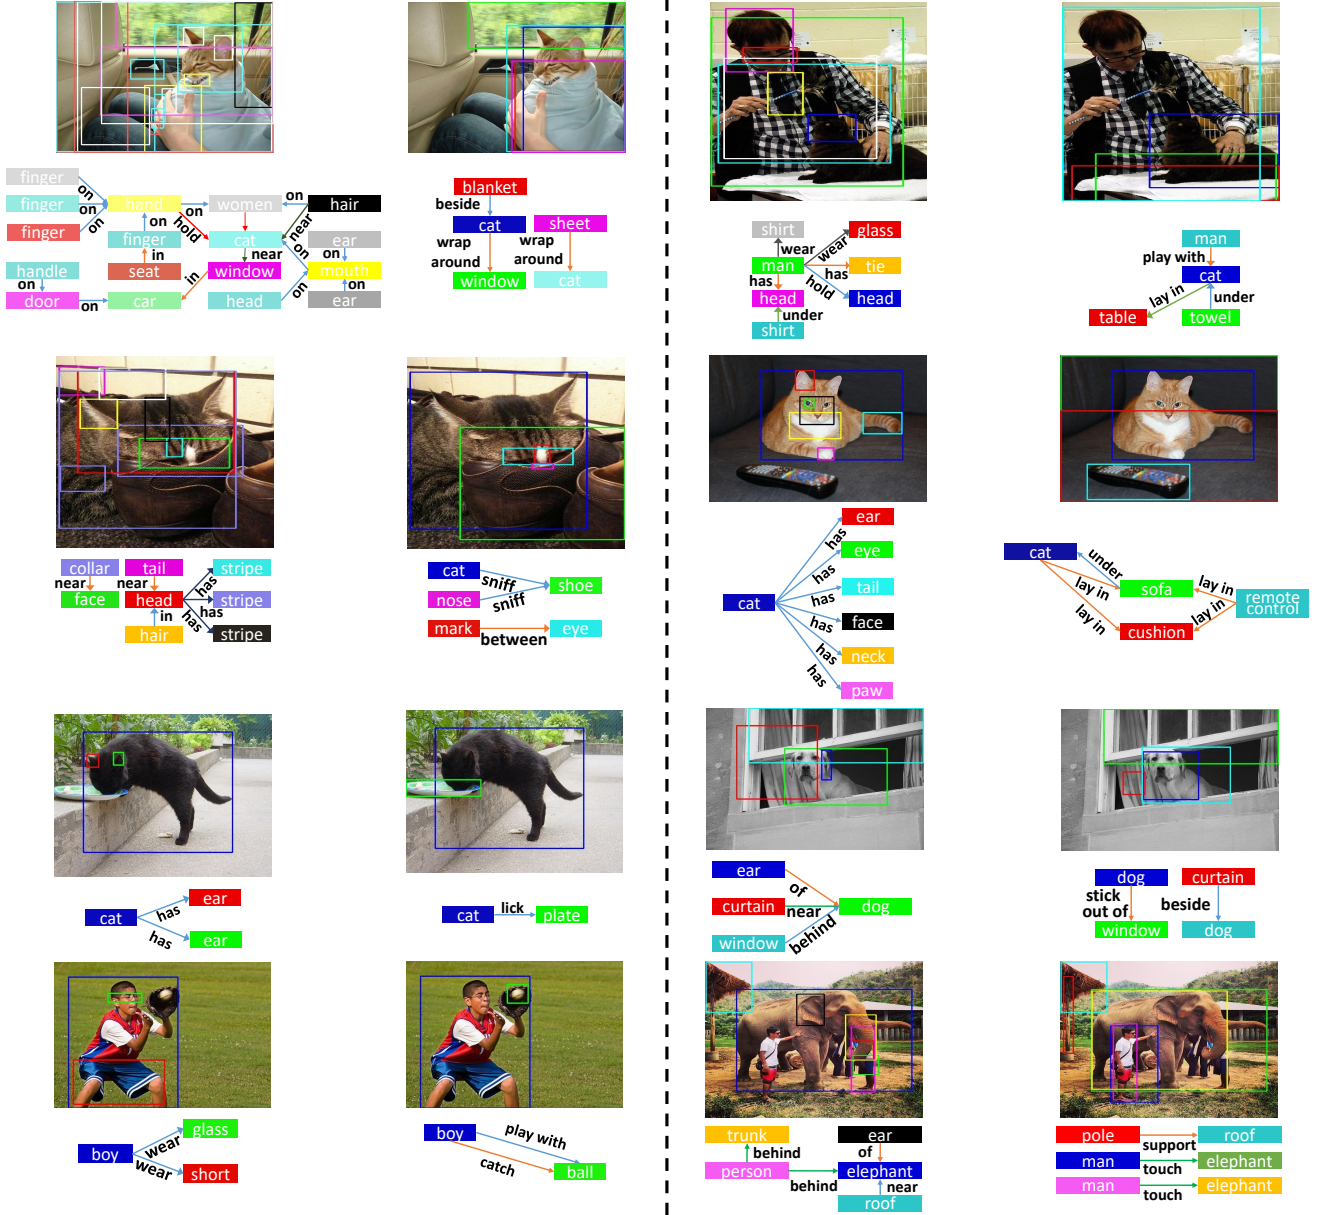 finger
on
finger
on
hand
on
women
on
hair
on
on
hold
near
finger
finger
cat
ear
in
near
on
on
handle
seat
window
mouth
on
in
on
door
on
car
head
on
ear
blanket
beside
cat
sheet
wrap
around
wrap
around
window
cat
shirt
glass
wear
wear
man
has
tie
has
hold
head
head
under
shirt
man
play with
cat
lay in
under
table
towel
collar
tail
stripe
near
near
has
face
head
has
stripe
in
has
hair
stripe
cat
sniff
shoe
nose
sniff
mark
between
eye
ear
has
eye
has
tail
has
cat
face
has
neck
has
paw
has
cat
under
lay in
sofa
lay in
remote
control
lay in
lay in
cushion
ear
has
cat
has
ear
cat
lick
plate
ear
of
curtain
near
dog
window
behind
dog
curtain
stick
out of
beside
window
dog
glass
wear
boy
wear
short
boy
play with
catch
ball
trunk
ear
behind
of
person
elephant
behind
near
roof
pole
support
roof
man
touch
elephant
man
touch
elephant